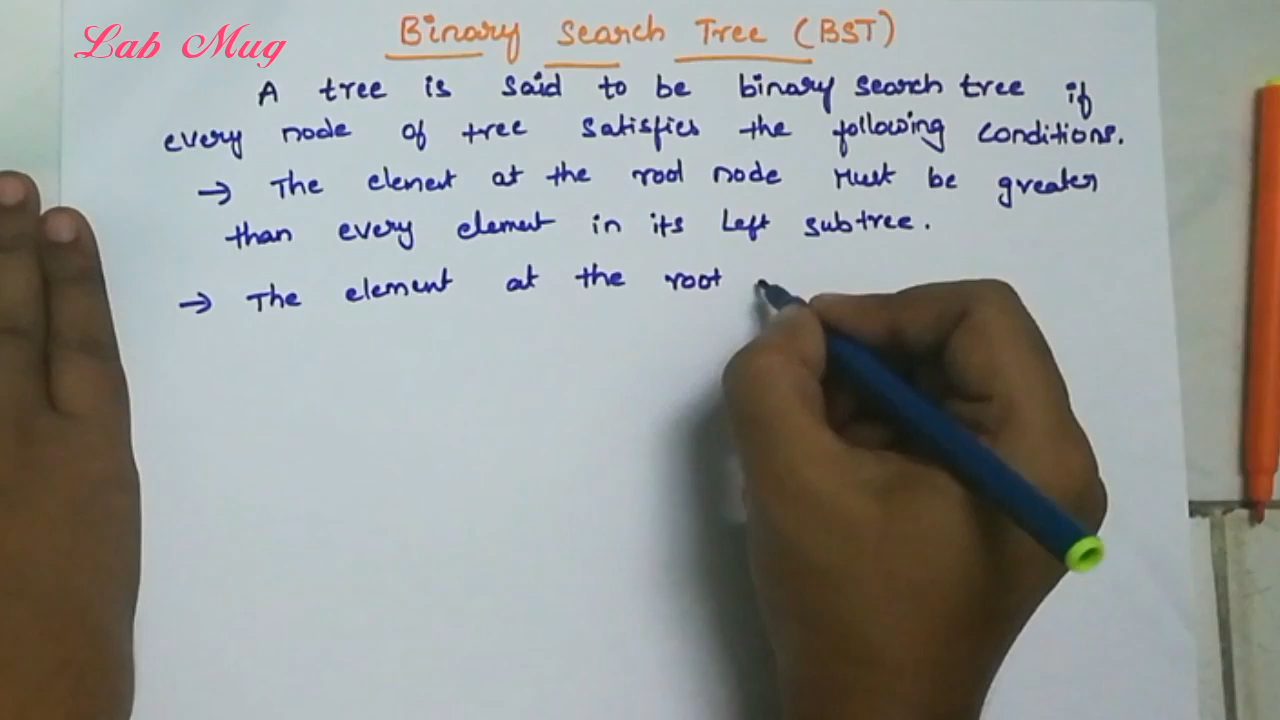 Lab Mug
Binary Search Tree (BST)
A tree is said to be binary search tree if
every node of tree satisfies the following conditions.
→ The elenent at the root node Must be greater
than every element in its Left subtree.
→ The element at the root